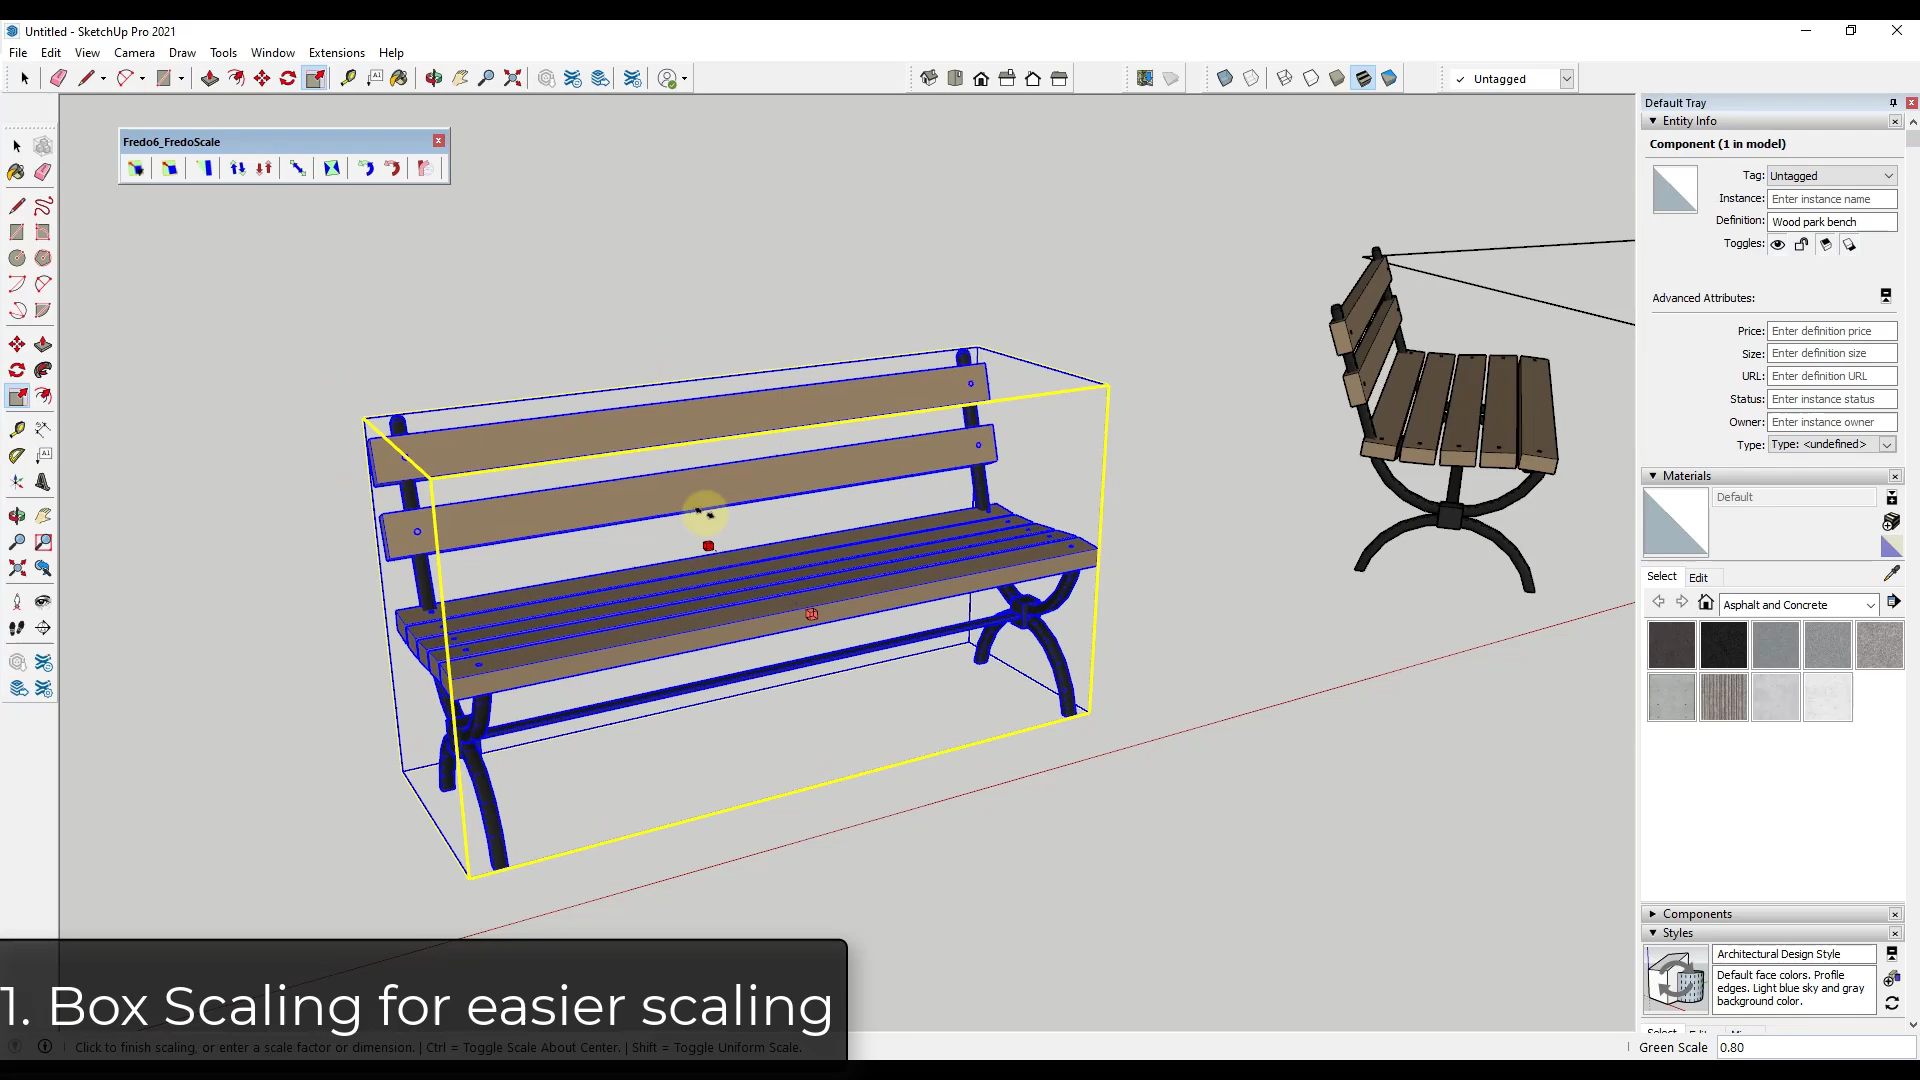 Untitled - SketchUp Pro 2021
File Edit View Camera Draw Tools Window Extensions Help
Untagged
Fredo6_FredoScale
Default Tray
Entity Info
Component (1 in model)
Tag: Untagged
Instance: Enter instance name
Definition: Wood park bench
Toggles:
Advanced Attributes:
Price: Enter definition price
Size: Enter definition size
URL: Enter definition URL
Status: Enter instance status
Owner: Enter instance owner
Type: Type: <undefined>
Materials
Default
Select Edit
Asphalt and Concrete
Components
Styles
Architectural Design Style
Default face colors. Profile
edges. Light blue sky and gray
background color.
1. Box Scaling for easier scaling
Click to finish scaling, or enter a scale factor or dimension. | Ctrl = Toggle Scale About Center. | Shift = Toggle Uniform Scale.
Green Scale 0.80